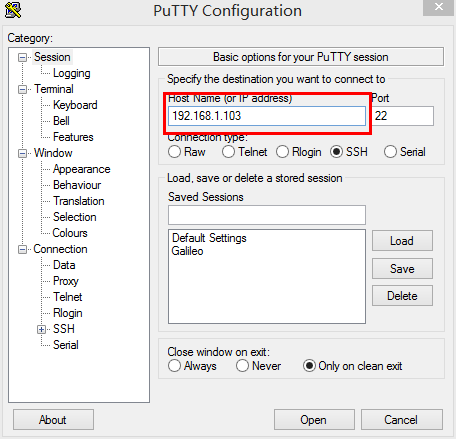 PuTTY Configuration
Category:
Session
Logging
Terminal
Keyboard
Bell
Features
Window
Appearance
Behaviour
Translation
Selection
Colours
Connection
Data
Proxy
Telnet
Rlogin
SSH
Serial
Basic options for your PuTTY session
Specify the destination you want to connect to
Host Name (or IP address) Port
192.168.1.103 22
Connection type:
Raw Telnet Rlogin SSH Serial
Load, save or delete a stored session
Saved Sessions
Default Settings
Galileo
Load
Save
Delete
Close window on exit:
Always Never Only on clean exit
About Open Cancel